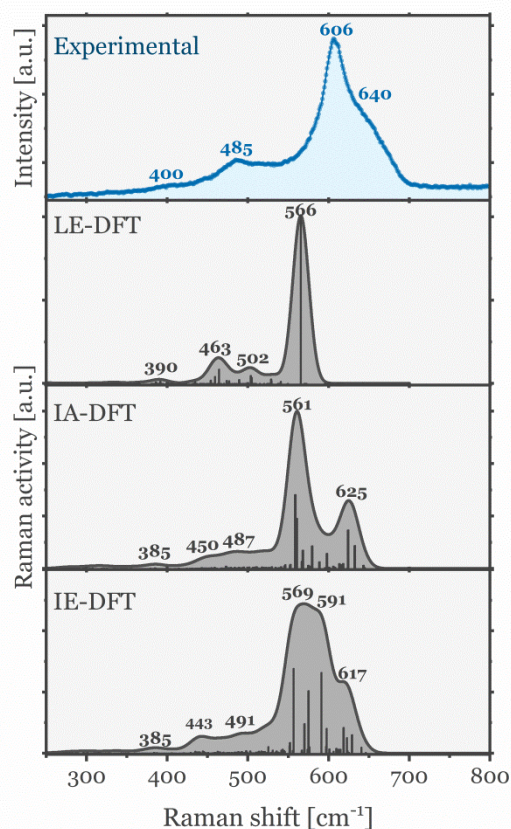 Intensity [a.u.]
Experimental
606
640
485
400
LE-DFT
566
463
502
390
Raman activity [a.u.]
IA-DFT
561
625
487
450
385
IE-DFT
569
591
617
443
491
385
300 400 500 600 700 800
Raman shift [cm⁻¹]